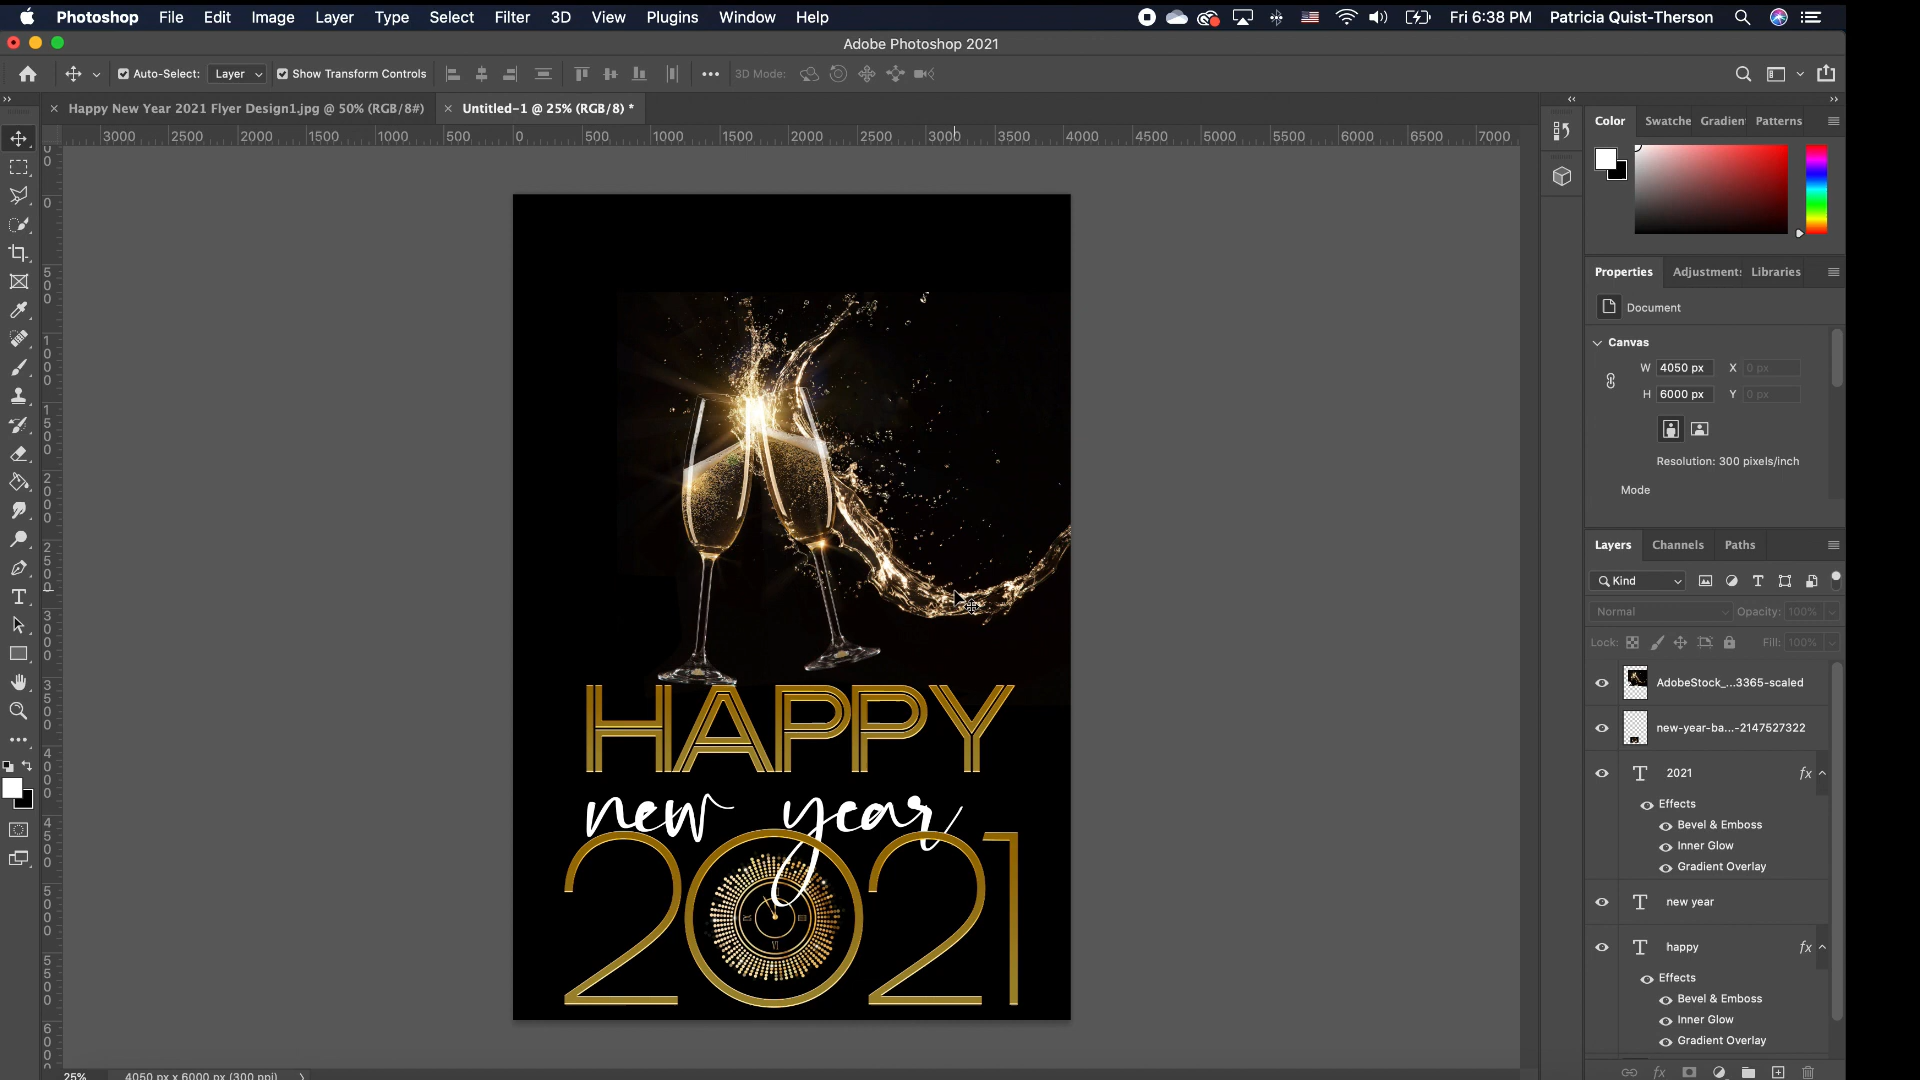 Photoshop File Edit Image Layer Type Select Filter 3D View Plugins Window Help Fri 6:38 PM Patricia Quist-Therson
Adobe Photoshop 2021
Auto-Select: Layer Show Transform Controls 3D Mode:
Happy New Year 2021 Flyer Design1.jpg @ 50% (RGB/8#) Untitled-1 @ 25% (RGB/8) *
3000 2500 2000 1500 1000 500 0 500 1000 1500 2000 2500 3000 3500 4000 4500 5000 5500 6000 6500 7000
Color Swatche Gradien Patterns
Properties Adjustment: Libraries
Document
Canvas
W 4050 px X 0 px
H 6000 px Y 0 px
Resolution: 300 pixels/inch
Mode
Layers Channels Paths
Kind
Normal Opacity: 100%
Lock: Fill: 100%
AdobeStock_...3365-scaled
new-year-ba...-2147527322
2021 fx
Effects
Bevel & Emboss
Inner Glow
Gradient Overlay
new year
happy fx
Effects
Bevel & Emboss
Inner Glow
Gradient Overlay
HAPPY
new year
2021
25% 4050 px x 6000 px (300 ppi)